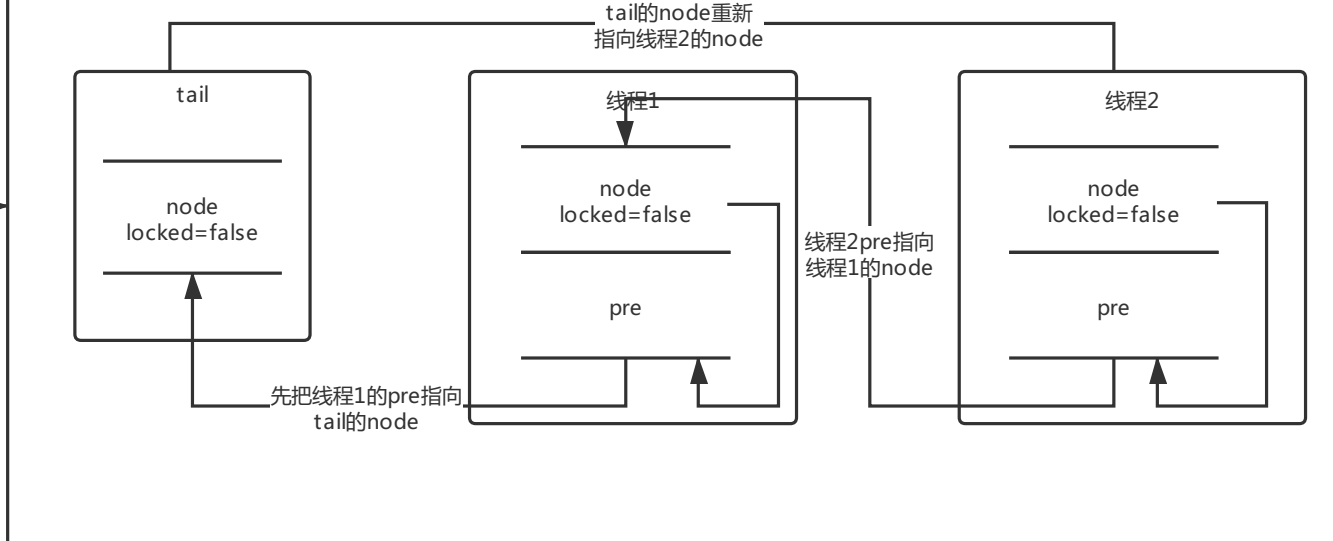 tail的node重新
指向线程2的node
tail
node
locked=false
先把线程1的pre指向
tail的node
线程1
node
locked=false
pre
线程2pre指向
线程1的node
线程2
node
locked=false
pre